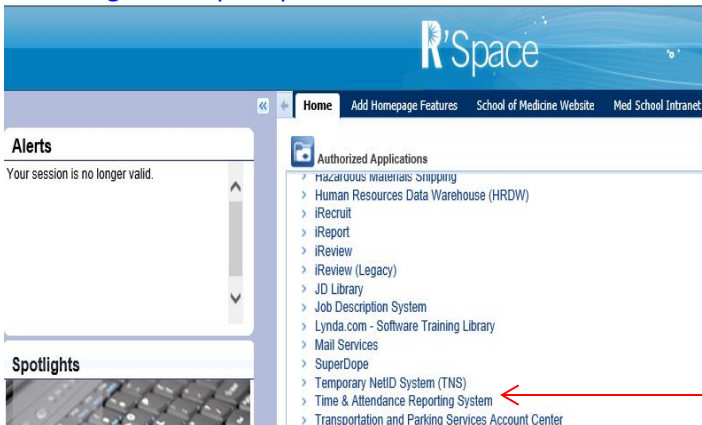 R'Space
Home Add Homepage Features School of Medicine Website Med School Intranet
Alerts
Your session is no longer valid.
Spotlights
Authorized Applications
Hazardous Materials Shipping
Human Resources Data Warehouse (HRDW)
iRecruit
iReport
iReview
iReview (Legacy)
JD Library
Job Description System
Lynda.com - Software Training Library
Mail Services
SuperDope
Temporary NetID System (TNS)
Time & Attendance Reporting System
Transportation and Parking Services Account Center